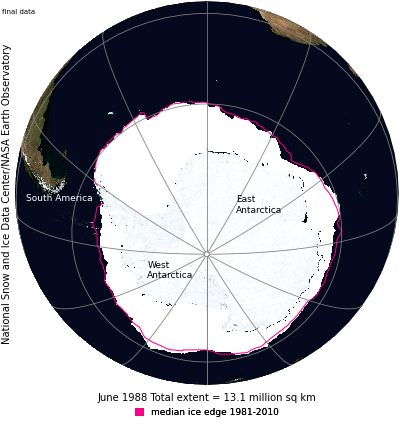 final data
National Snow and Ice Data Center/NASA Earth Observatory
South America
East
Antarctica
West
Antarctica
June 1988 Total extent = 13.1 million sq km
median ice edge 1981-2010